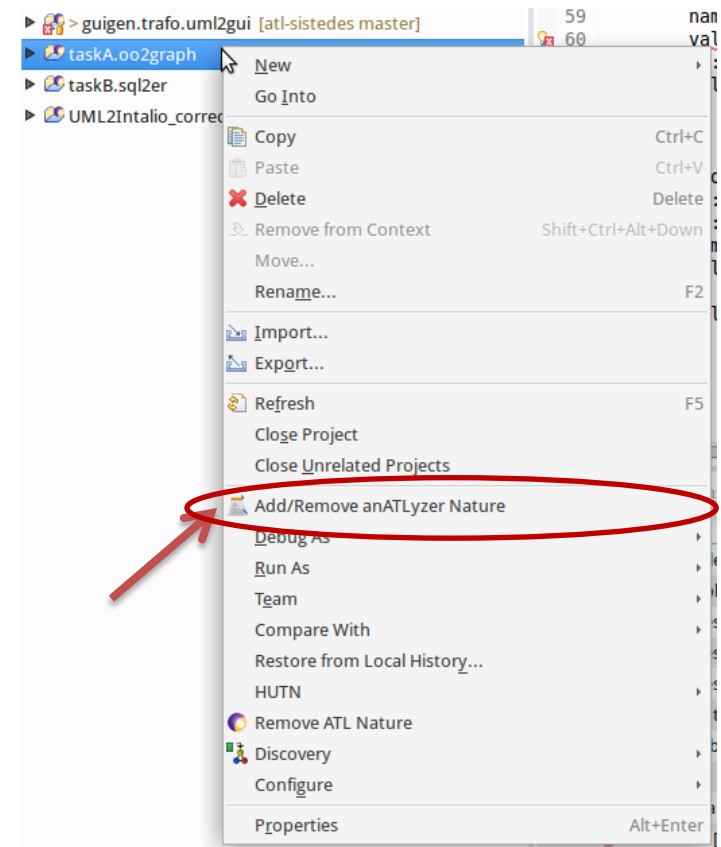 > guigen.trafo.uml2gui [atl-sistedes master]
59 nam
60 val
taskA.oo2graph
taskB.sql2er
UML2Intalio_correc
New
Go Into
Copy Ctrl+C
Paste Ctrl+V
Delete Delete
Remove from Context Shift+Ctrl+Alt+Down
Move...
Rename... F2
Import...
Export...
Refresh F5
Close Project
Close Unrelated Projects
Add/Remove anATLyzer Nature
Debug As
Run As
Team
Compare With
Restore from Local History...
HUTN
Remove ATL Nature
Discovery
Configure
Properties Alt+Enter